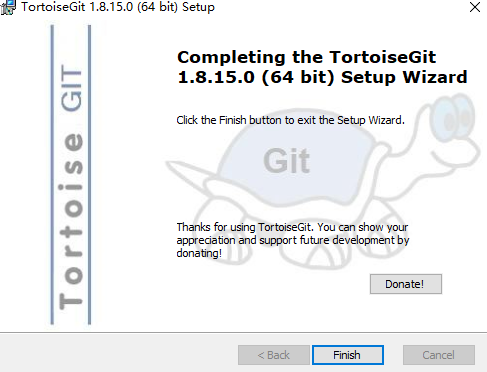 TortoiseGit 1.8.15.0 (64 bit) Setup
Completing the TortoiseGit
1.8.15.0 (64 bit) Setup Wizard
Click the Finish button to exit the Setup Wizard.
Git
Tortoise GIT
Thanks for using TortoiseGit. You can show your
appreciation and support future development by
donating!
Donate!
< Back
Finish
Cancel